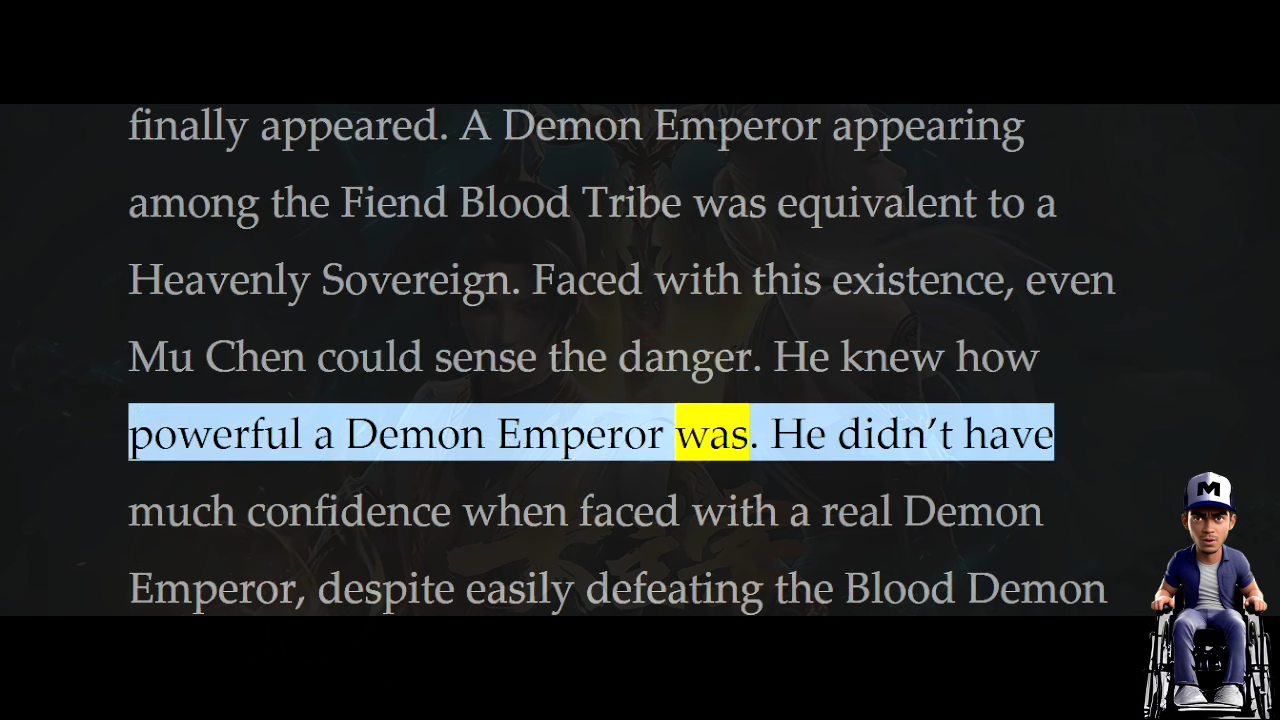 finally appeared. A Demon Emperor appearing
among the Fiend Blood Tribe was equivalent to a
Heavenly Sovereign. Faced with this existence, even
Mu Chen could sense the danger. He knew how
powerful a Demon Emperor was. He didn’t have
much confidence when faced with a real Demon
Emperor, despite easily defeating the Blood Demon
M